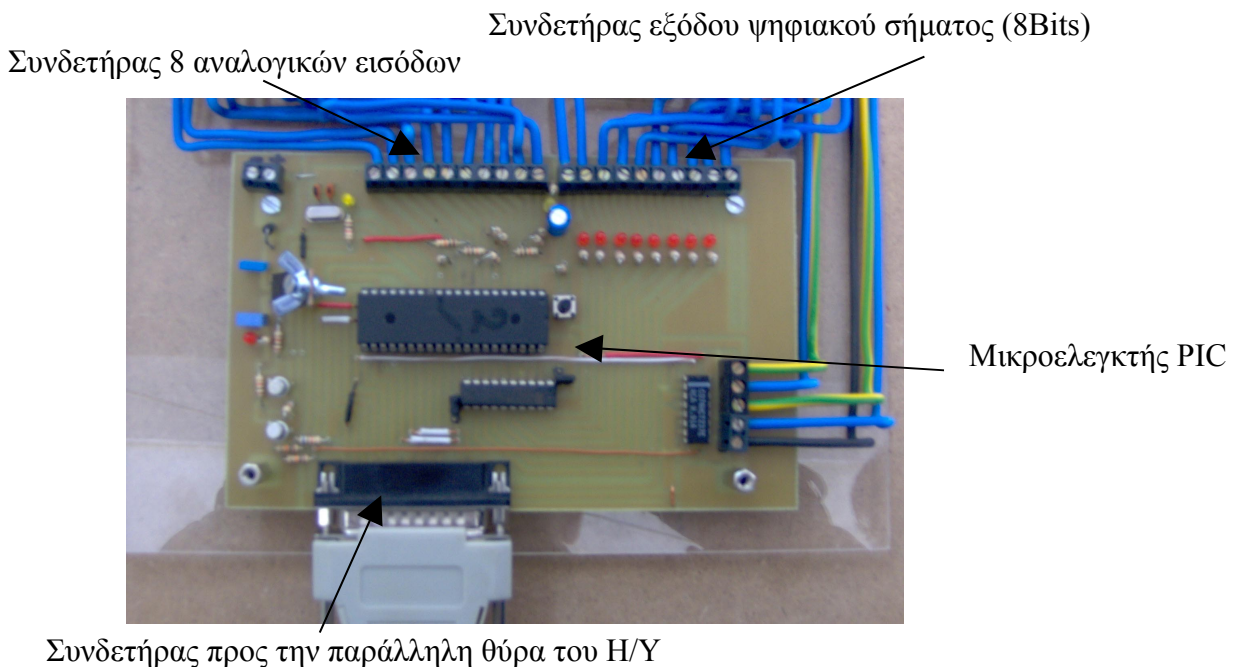 Συνδετήρας εξόδου ψηφιακού σήματος (8Bits)
Συνδετήρας 8 αναλογικών εισόδων
Μικροελεγκτής PIC
Συνδετήρας προς την παράλληλη θύρα του Η/Υ